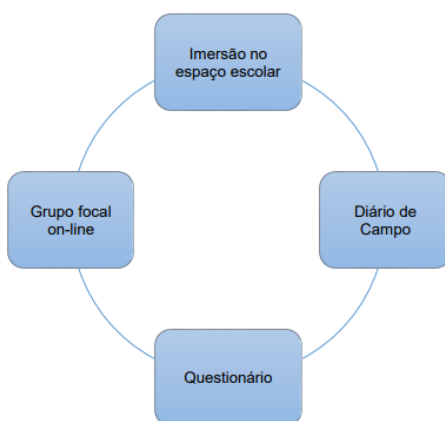 Imersão no
espaço escolar
Grupo focal
on-line
Diário de
Campo
Questionário